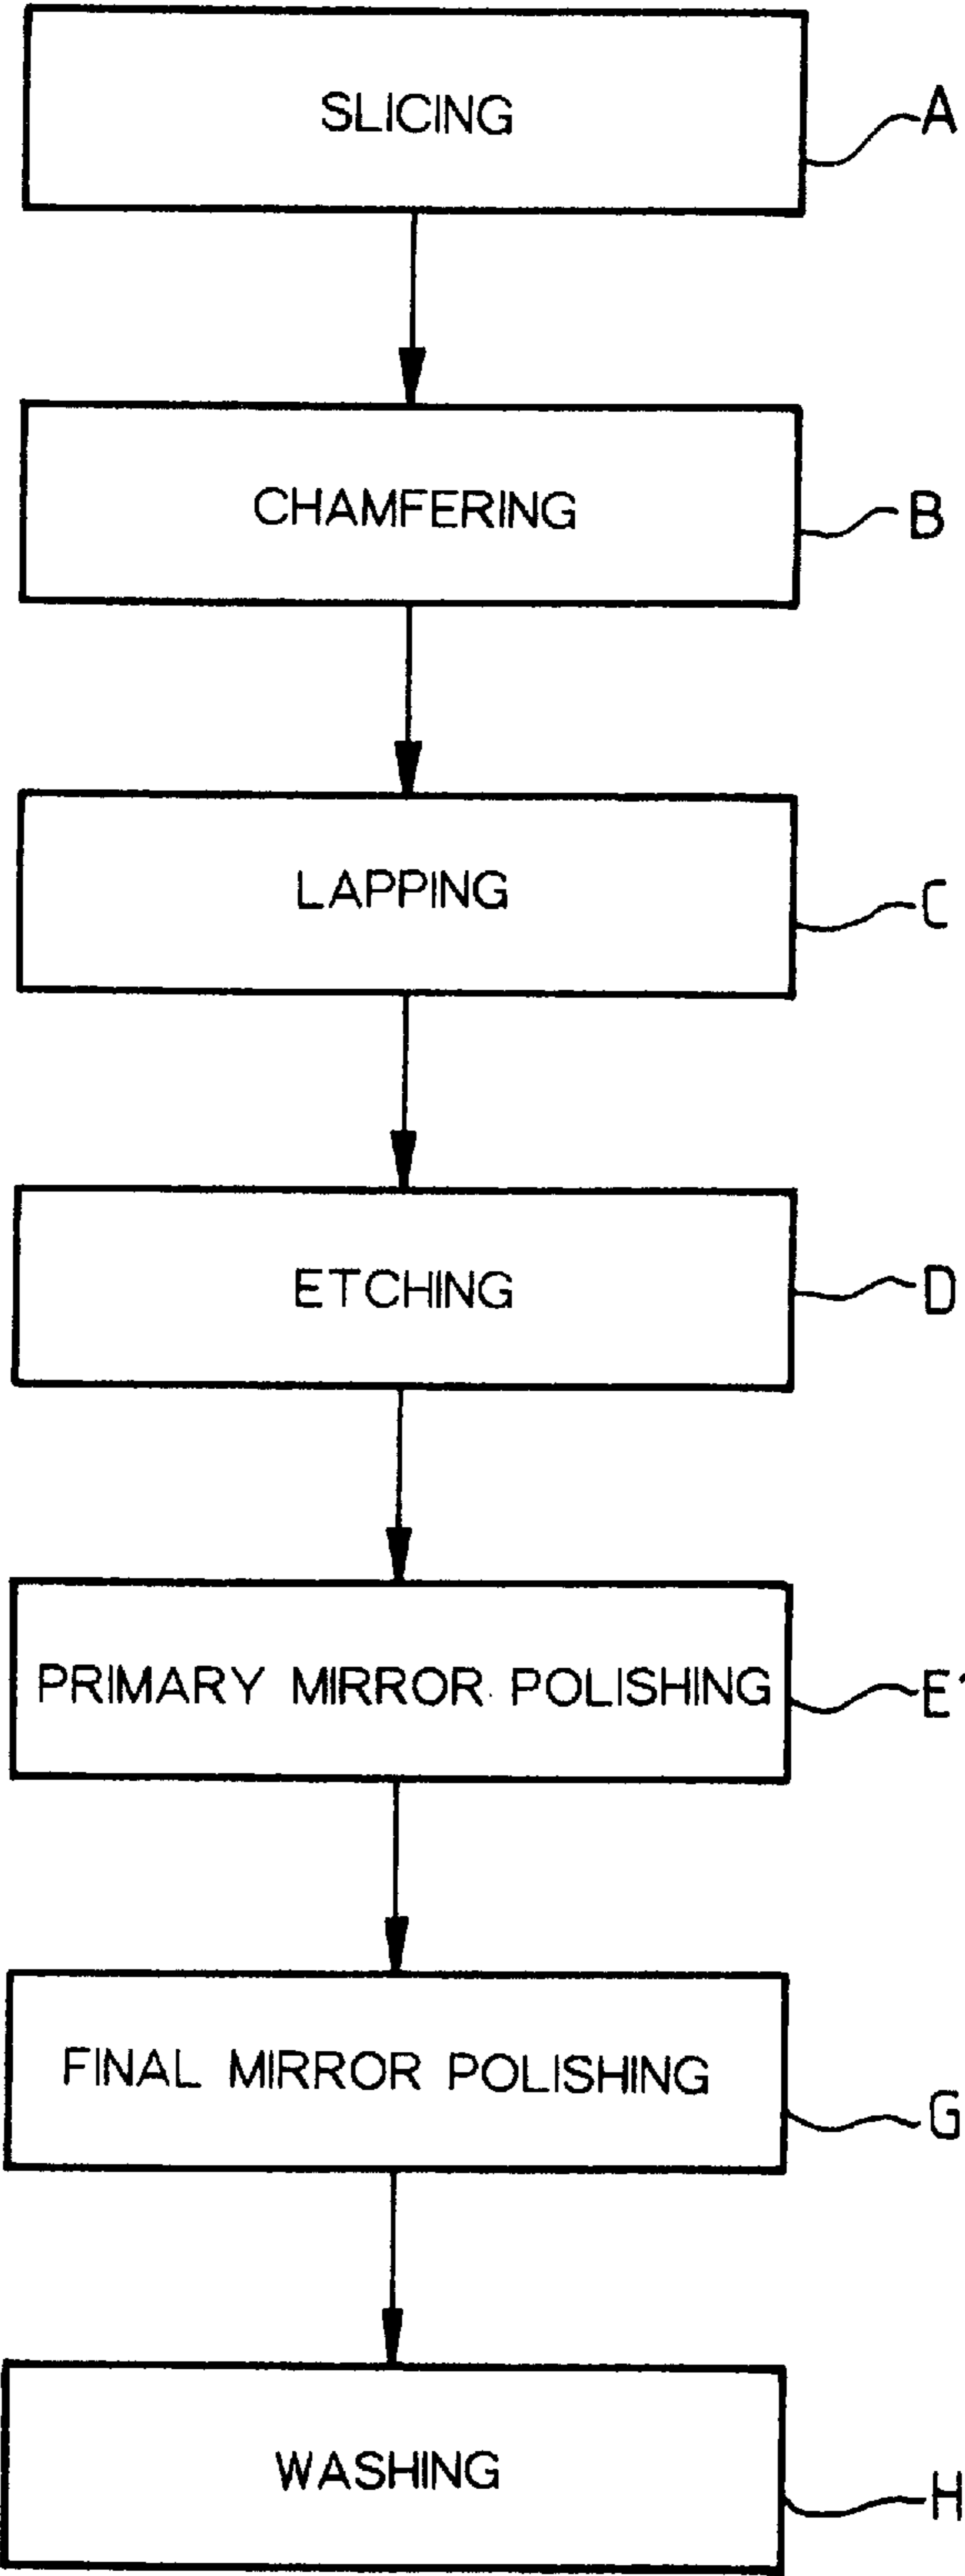 SLICING
A
CHAMFERING
B
LAPPING
C
ETCHING
D
PRIMARY MIRROR POLISHING
E'
FINAL MIRROR POLISHING
G
WASHING
H